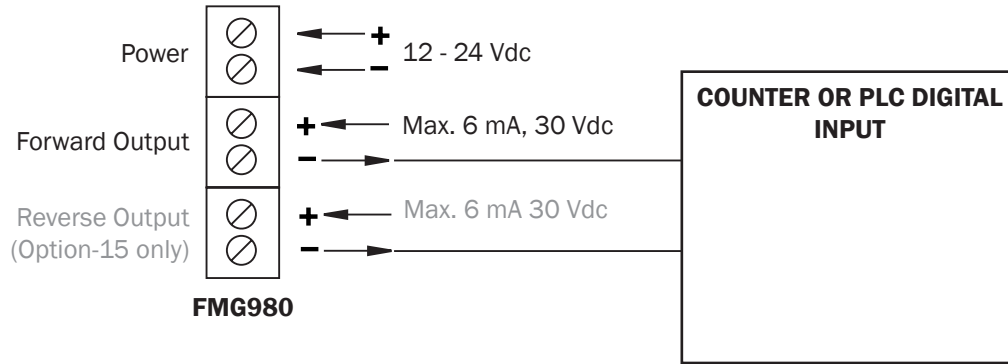 Power
+
12 - 24 Vdc
−
COUNTER OR PLC DIGITAL
INPUT
Forward Output
+
Max. 6 mA, 30 Vdc
−
Reverse Output
(Option-15 only)
+
Max. 6 mA 30 Vdc
−
FMG980